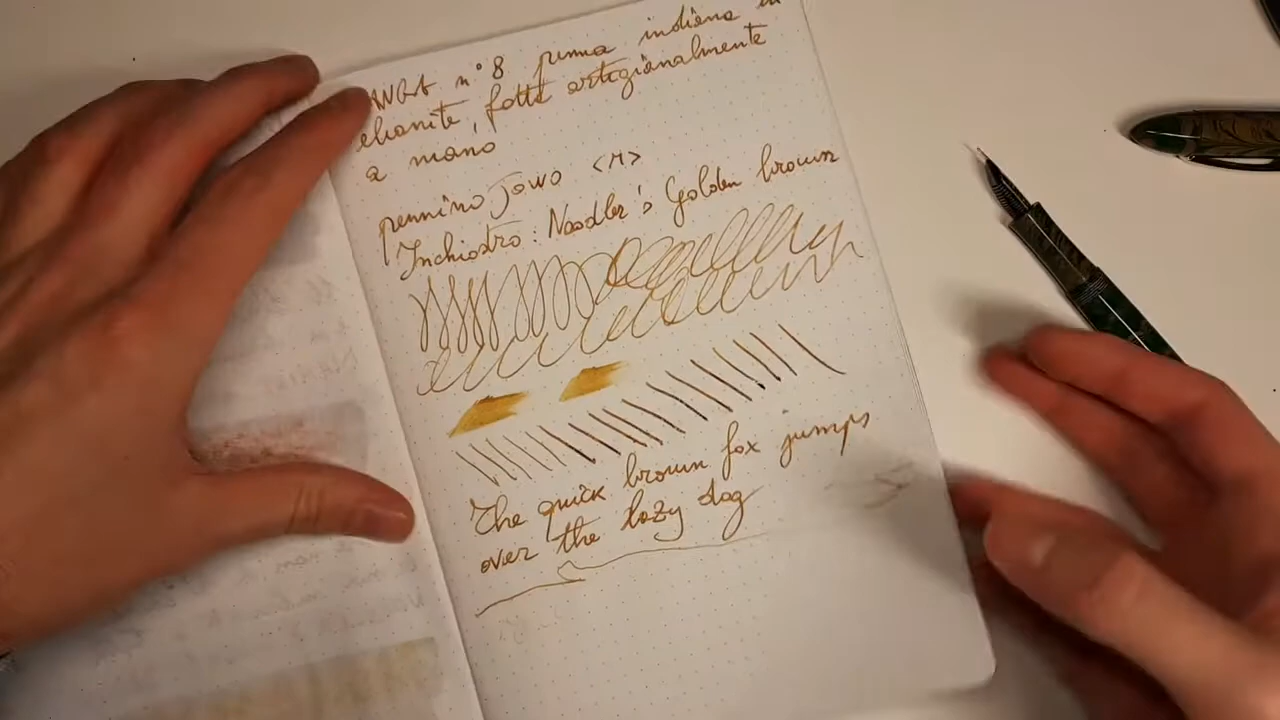 n° 8 penna indiana in
ebanite, fatta artigianalmente
a mano
pennino Jowo <M>
Inchiostro: Noodler's Golden brown
The quick brown fox jumps
over the lazy dog